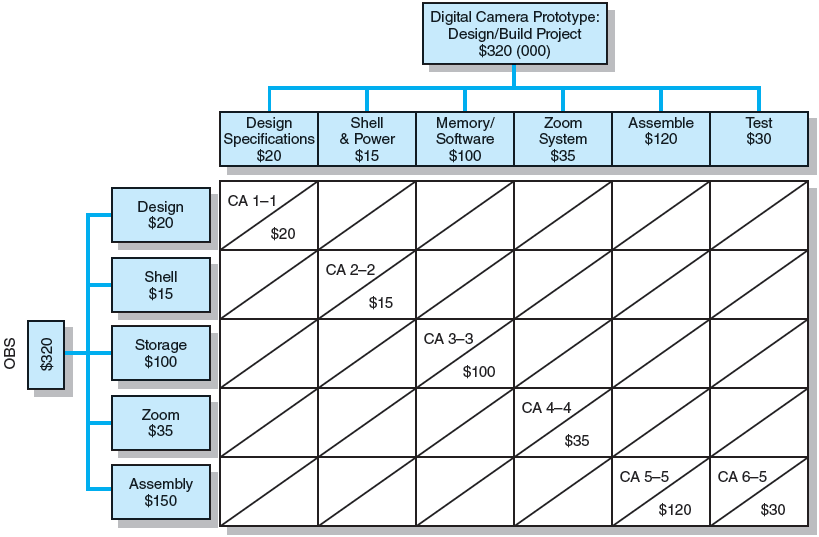 Digital Camera Prototype:
Design/Build Project
$320 (000)
Design
Specifications
$20
Shell
& Power
$15
Memory/
Software
$100
Zoom
System
$35
Assemble
$120
Test
$30
OBS
$320
Design
$20
CA 1–1
$20
Shell
$15
CA 2–2
$15
Storage
$100
CA 3–3
$100
Zoom
$35
CA 4–4
$35
Assembly
$150
CA 5–5
$120
CA 6–5
$30